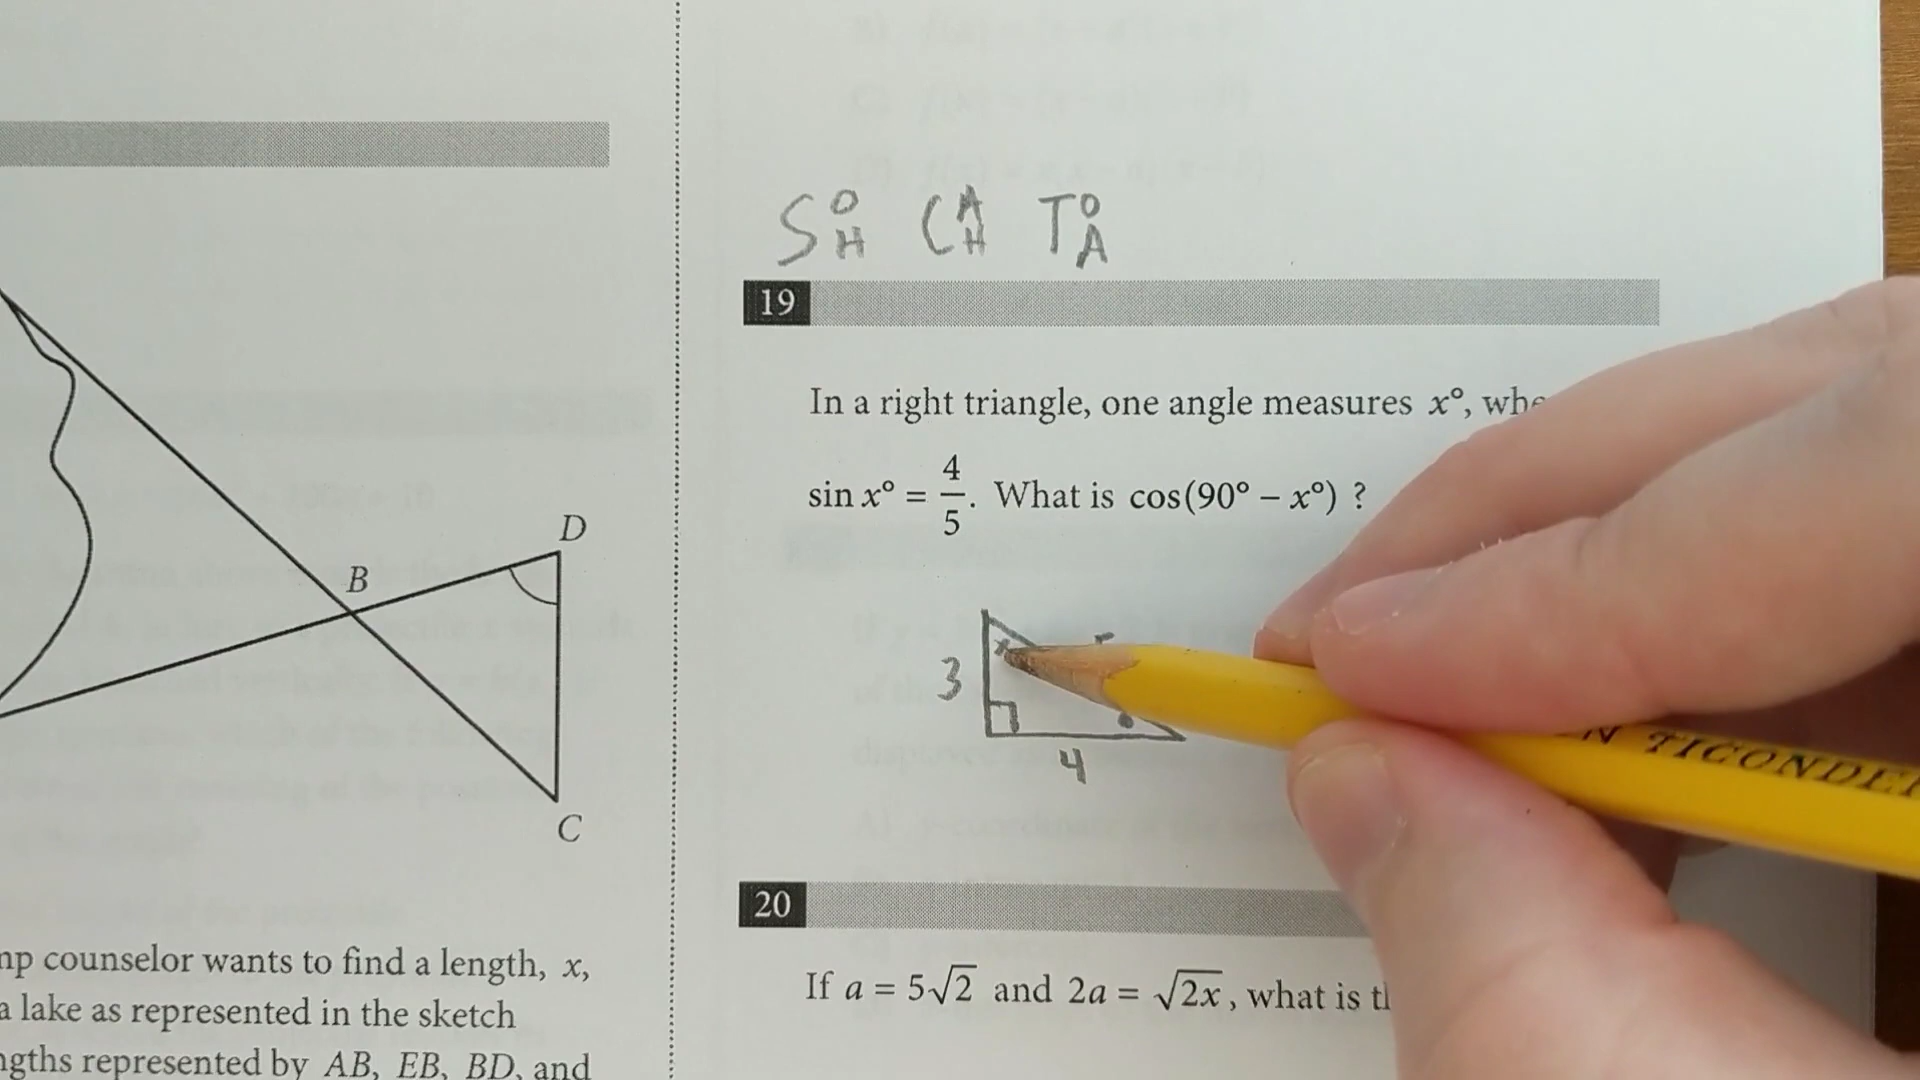 D
B
C
mp counselor wants to find a length, x,
a lake as represented in the sketch
ngths represented by AB, EB, BD, and
S O/H C A/H T O/A
19
In a right triangle, one angle measures x°, whe
sin x° = 4/5. What is cos(90° – x°) ?
x
3
4
20
If a = 5√2 and 2a = √2x, what is th
TICONDER